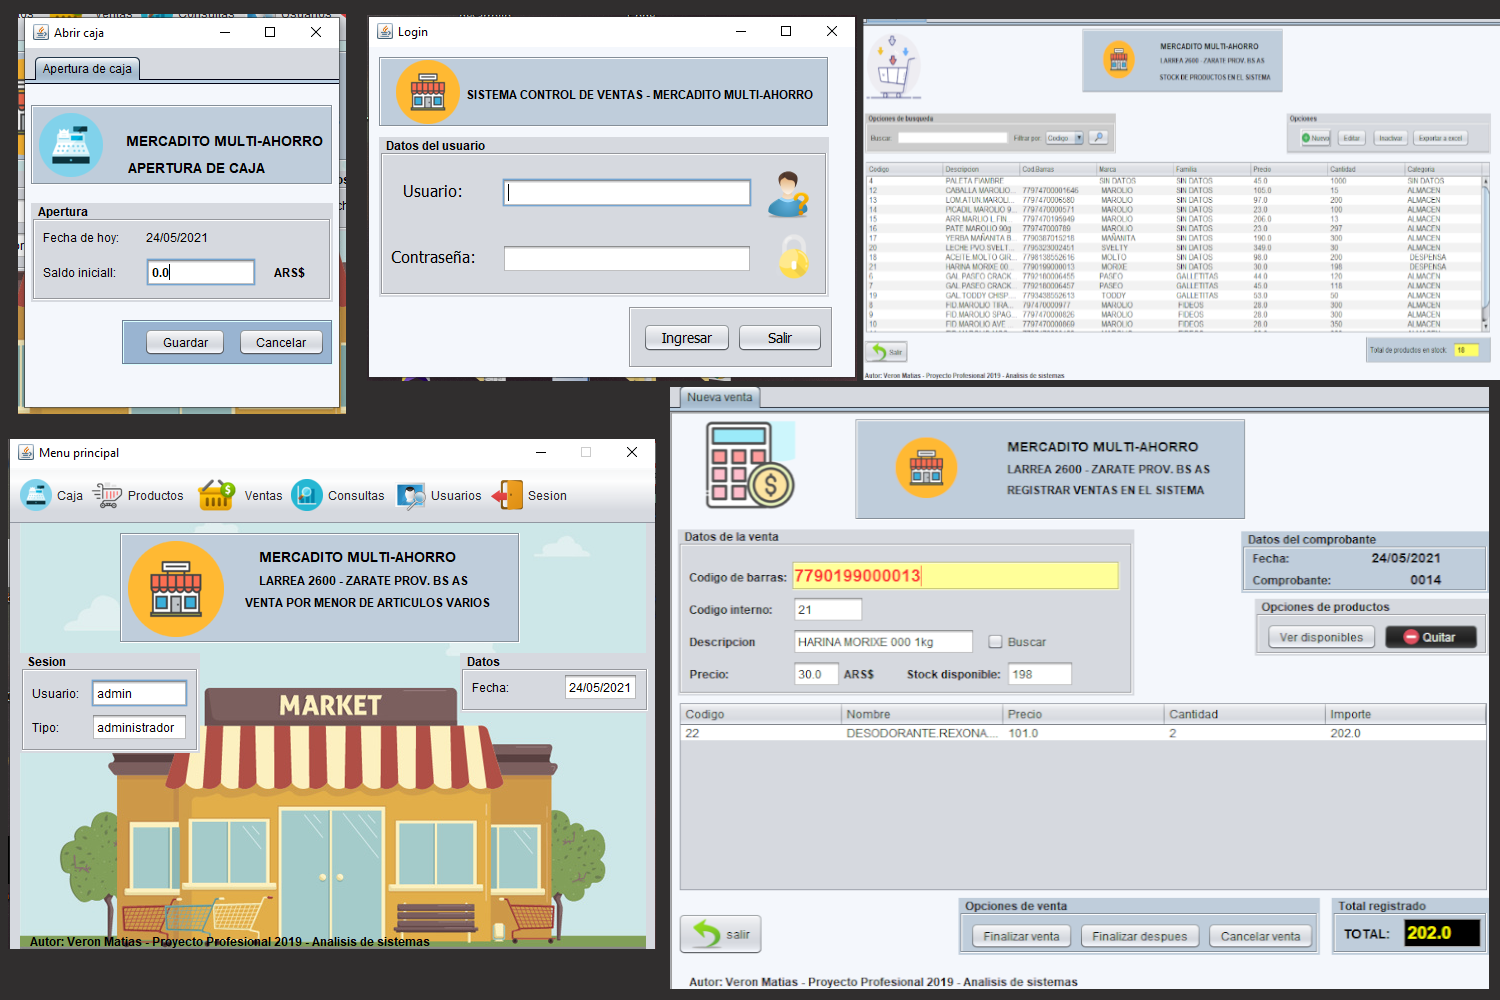 Abrir caja
Apertura de caja
MERCADITO MULTI-AHORRO
APERTURA DE CAJA
Apertura
Fecha de hoy: 24/05/2021
Saldo iniciall: 0.0 ARS$
Guardar Cancelar
Login
SISTEMA CONTROL DE VENTAS - MERCADITO MULTI-AHORRO
Datos del usuario
Usuario:
Contraseña:
Ingresar Salir
MERCADITO MULTI-AHORRO
LARREA 2600 - ZARATE PROV. BS AS
STOCK DE PRODUCTOS EN EL SISTEMA
Opciones de busqueda
Buscar: Filtrar por: Codigo
Opciones
Nuevo Editar Inactivar Exportar a excel
Codigo Descripcion Cod.Barras Marca Familia Precio Cantidad Categoria
4 PALETA FIAMBRE SIN DATOS SIN DATOS 45.0 1000 SIN DATOS
12 CABALLA MAROLIO... 77974700001646 MAROLIO SIN DATOS 105.0 15 ALMACEN
13 LOM.ATUN.MAROLI... 7797470006580 MAROLIO SIN DATOS 97.0 200 ALMACEN
14 PICADIL MAROLIO 9... 7797470000571 MAROLIO SIN DATOS 23.0 100 ALMACEN
15 ARR.MARLIO L.FIN... 7797470195949 MAROLIO SIN DATOS 206.0 13 ALMACEN
16 PATE MAROLIO 90g 7797470000789 MAROLIO SIN DATOS 23.0 297 ALMACEN
17 YERBA MAÑANITA B... 7790387015218 MAÑANITA SIN DATOS 190.0 300 ALMACEN
20 LECHE PVO.SVELT... 7795323002451 SVELTY SIN DATOS 349.0 30 ALMACEN
18 ACEITE.MOLTO GIR... 7798138552616 MOLTO SIN DATOS 98.0 200 DESPENSA
21 HARINA MORIXE 00... 7790199000013 MORIXE SIN DATOS 30.0 198 DESPENSA
6 GAL.PASEO CRACK... 7792180006455 PASEO GALLETITAS 44.0 120 ALMACEN
7 GAL.PASEO CRACK... 7792180006457 PASEO GALLETITAS 45.0 118 ALMACEN
19 GAL.TODDY CHISP... 7793438552613 TODDY GALLETITAS 53.0 50 ALMACEN
8 FID.MAROLIO TIRA... 797470000977 MAROLIO FIDEOS 28.0 300 ALMACEN
9 FID.MAROLIO SPAG... 7797470000826 MAROLIO FIDEOS 28.0 300 ALMACEN
10 FID.MAROLIO AVE ... 7797470000869 MAROLIO FIDEOS 28.0 350 ALMACEN
Salir
Total de productos en stock: 18
Autor: Veron Matias - Proyecto Profesional 2019 - Analisis de sistemas
Menu principal
Caja Productos Ventas Consultas Usuarios Sesion
MERCADITO MULTI-AHORRO
LARREA 2600 - ZARATE PROV. BS AS
VENTA POR MENOR DE ARTICULOS VARIOS
Sesion
Usuario: admin
Tipo: administrador
Datos
Fecha: 24/05/2021
MARKET
Autor: Veron Matias - Proyecto Profesional 2019 - Analisis de sistemas
Nueva venta
MERCADITO MULTI-AHORRO
LARREA 2600 - ZARATE PROV. BS AS
REGISTRAR VENTAS EN EL SISTEMA
Datos de la venta
Codigo de barras: 7790199000013
Codigo interno: 21
Descripcion HARINA MORIXE 000 1kg Buscar
Precio: 30.0 ARS$ Stock disponible: 198
Datos del comprobante
Fecha: 24/05/2021
Comprobante: 0014
Opciones de productos
Ver disponibles Quitar
Codigo Nombre Precio Cantidad Importe
22 DESODORANTE.REXONA.... 101.0 2 202.0
salir
Opciones de venta
Finalizar venta Finalizar despues Cancelar venta
Total registrado
TOTAL: 202.0
Autor: Veron Matias - Proyecto Profesional 2019 - Analisis de sistemas